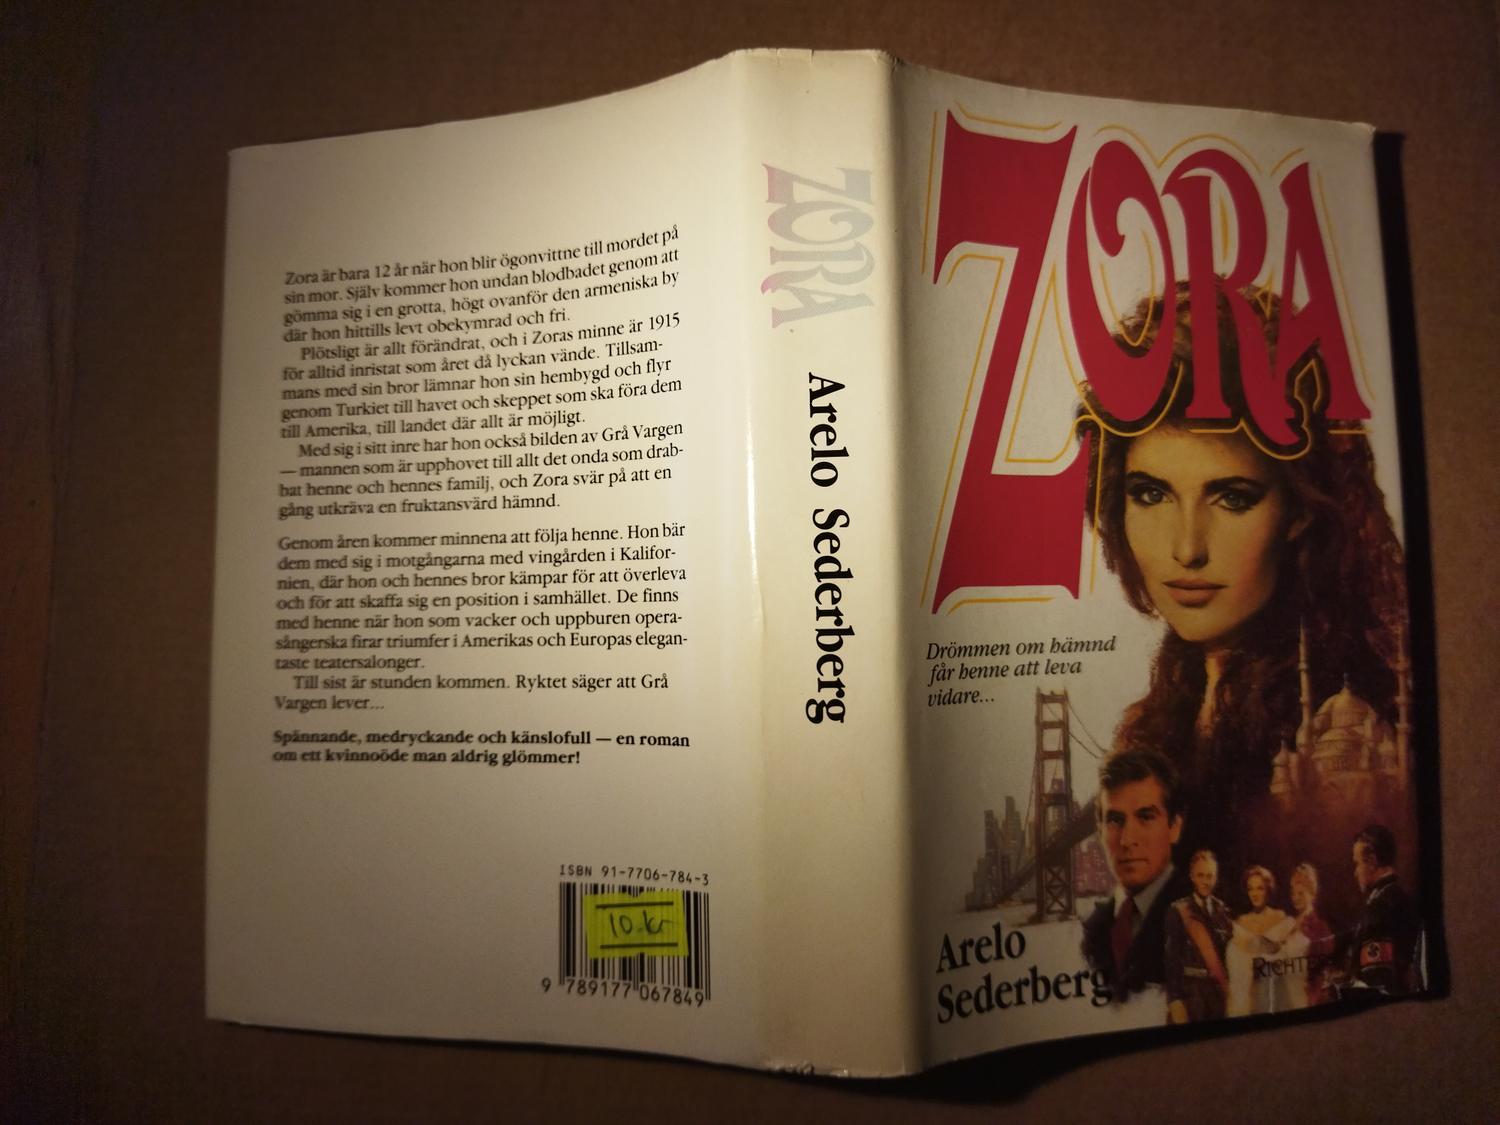 Zora är bara 12 år när hon blir ögonvittne till mordet på
sin mor. Själv kommer hon undan blodbadet genom att
gömma sig i en grotta, högt ovanför den armeniska by
där hon hittills levt obekymrad och fri.
Plötsligt är allt förändrat, och i Zoras minne är 1915
för alltid inristat som året då lyckan vände. Tillsam-
mans med sin bror lämnar hon sin hembygd och flyr
genom Turkiet till havet och skeppet som ska föra dem
till Amerika, till landet där allt är möjligt.
Med sig i sitt inre har hon också bilden av Grå Vargen
— mannen som är upphovet till allt det onda som drab-
bat henne och hennes familj, och Zora svär på att en
gång utkräva en fruktansvärd hämnd.
Genom åren kommer minnena att följa henne. Hon bär
dem med sig i motgångarna med vingården i Kalifor-
nien, där hon och hennes bror kämpar för att överleva
och för att skaffa sig en position i samhället. De finns
med henne när hon som vacker och uppburen opera-
sångerska firar triumfer i Amerikas och Europas elegan-
taste teatersalonger.
Till sist är stunden kommen. Ryktet säger att Grå
Vargen lever...
Spännande, medryckande och känslofull — en roman
om ett kvinnoöde man aldrig glömmer!
ISBN 91-7706-784-3
10 kr
9 789177 067849
ZORA
Arelo Sederberg
ZORA
Drömmen om hämnd
får henne att leva
vidare...
Arelo
Sederberg